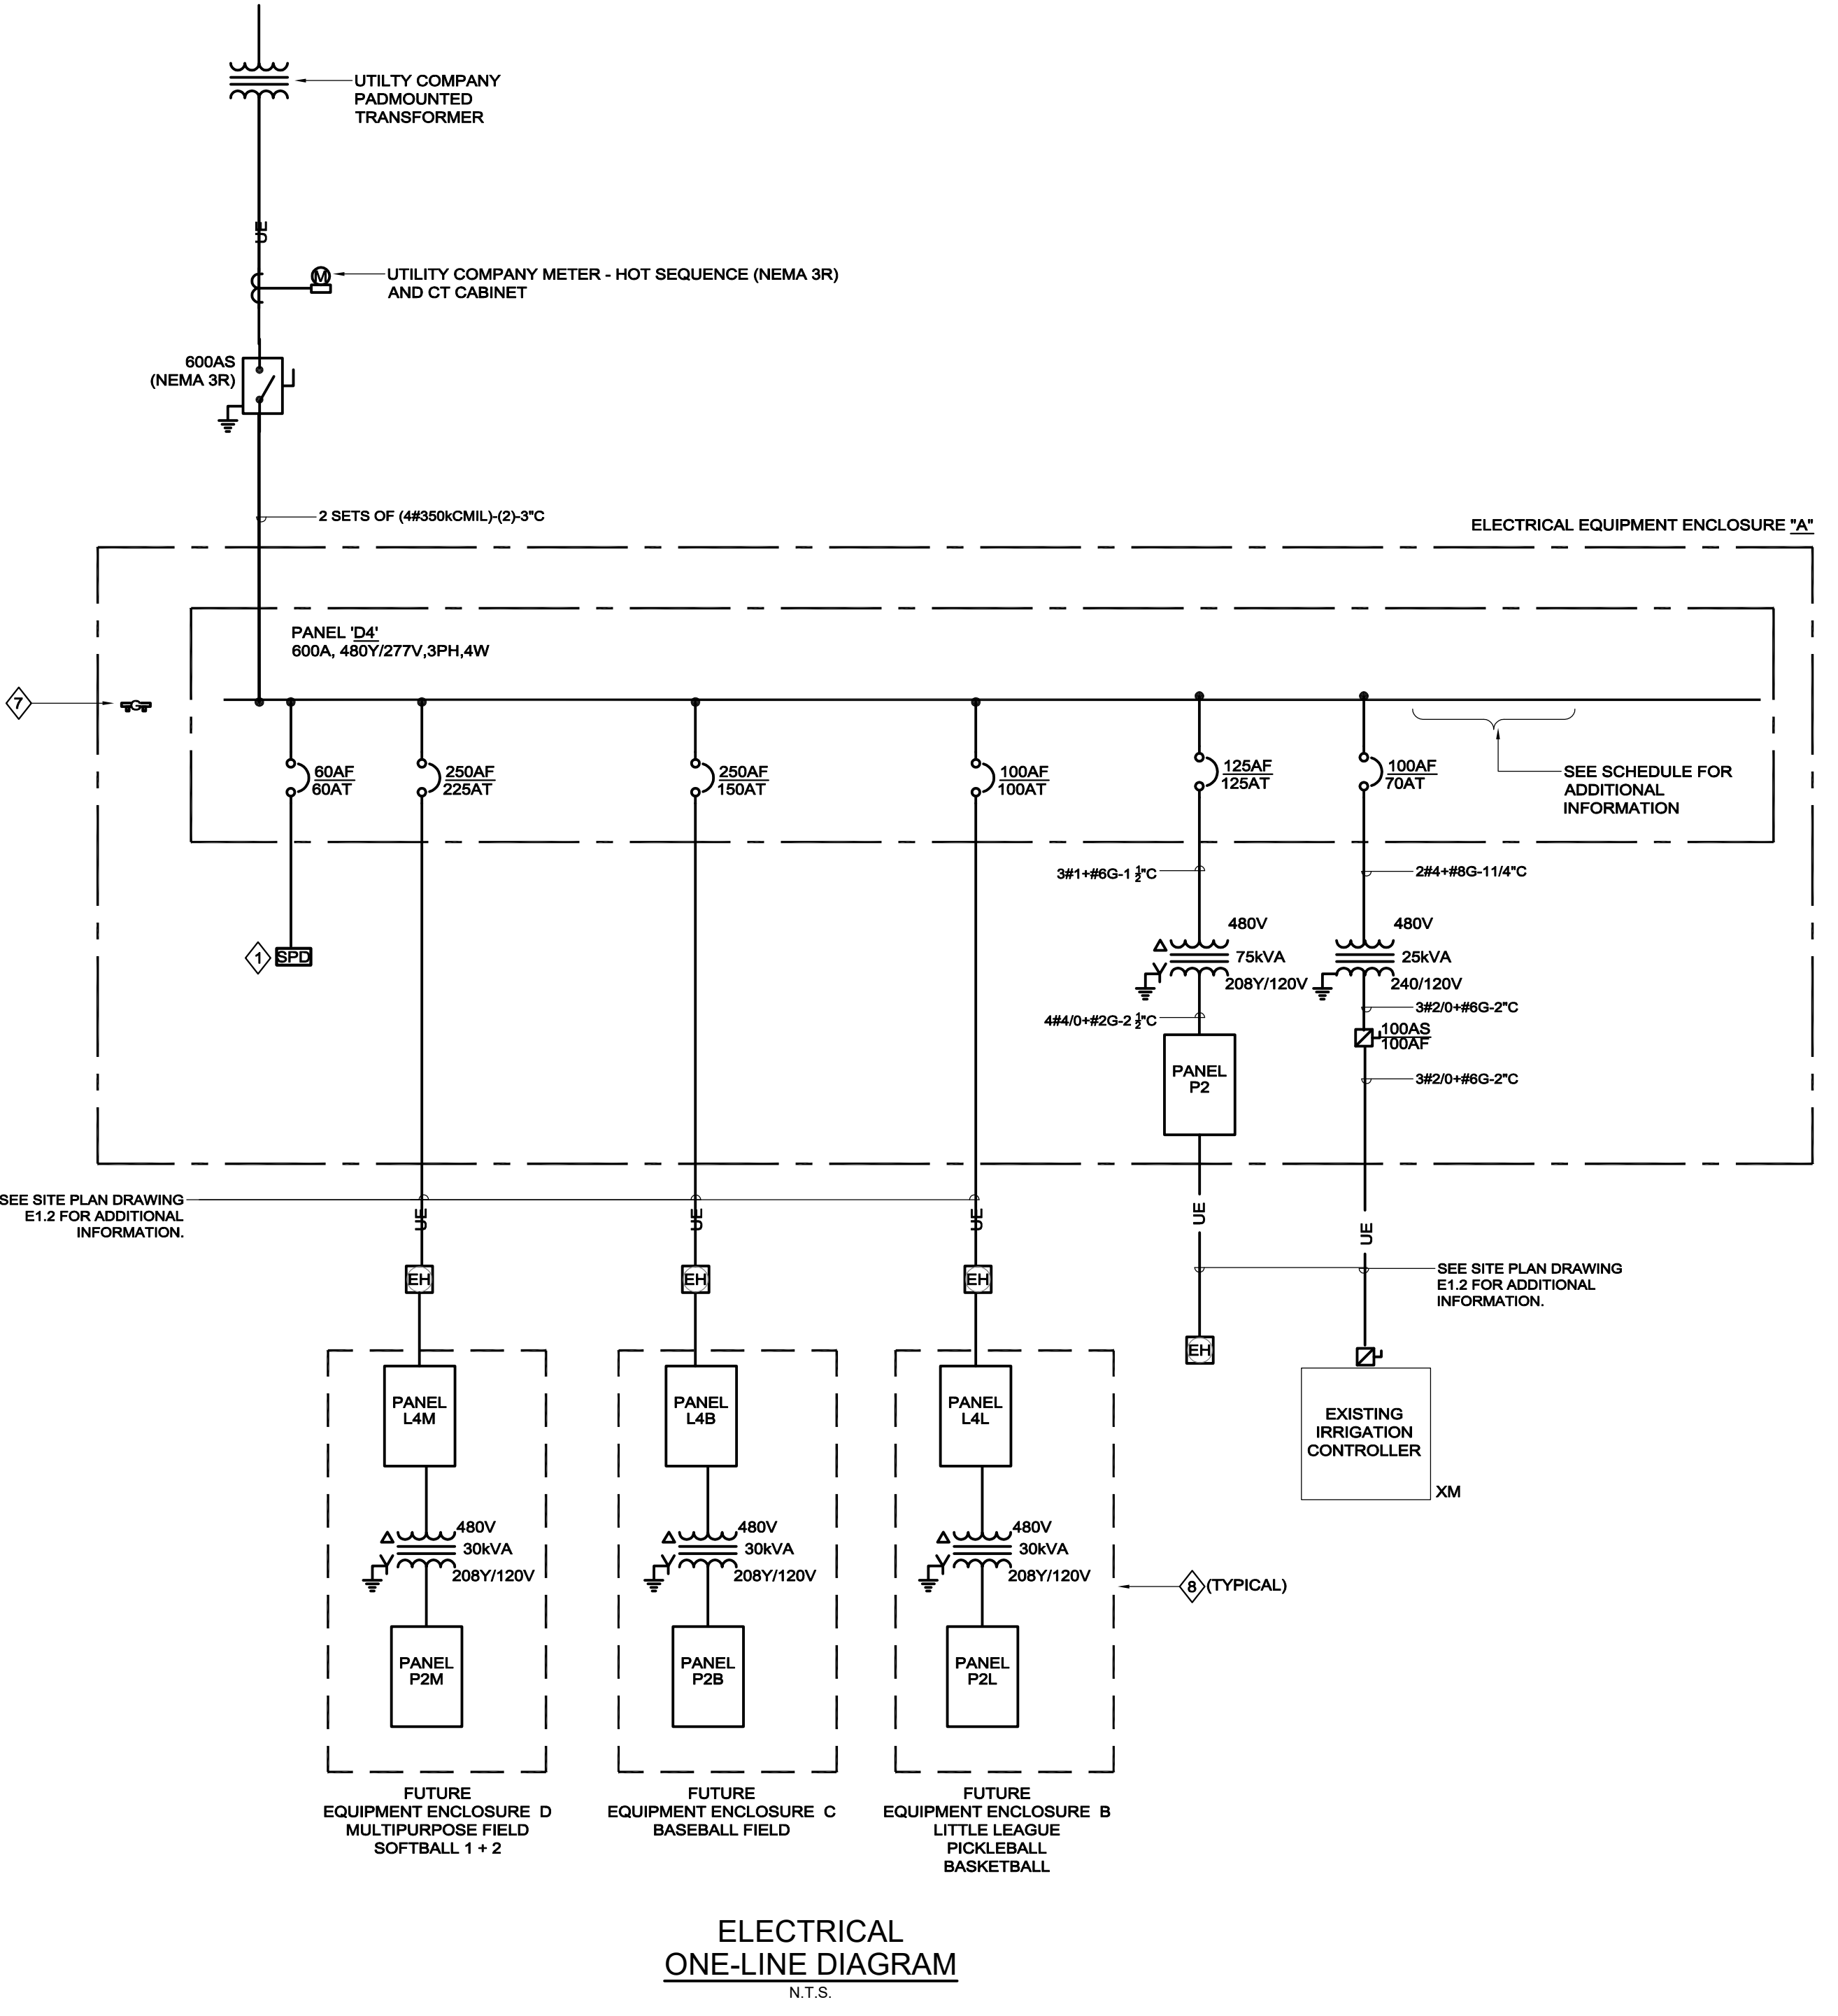 UTILTY COMPANY
PADMOUNTED
TRANSFORMER
UE
M
UTILITY COMPANY METER - HOT SEQUENCE (NEMA 3R)
AND CT CABINET
600AS
(NEMA 3R)
2 SETS OF (4#350kCMIL)-(2)-3"C
ELECTRICAL EQUIPMENT ENCLOSURE "A"
PANEL 'D4'
600A, 480Y/277V,3PH,4W
7
G
60AF
60AT
250AF
225AT
250AF
150AT
100AF
100AT
125AF
125AT
100AF
70AT
SEE SCHEDULE FOR
ADDITIONAL
INFORMATION
3#1+#6G-1 1/2"C
2#4+#8G-11/4"C
1
SPD
480V
75kVA
208Y/120V
480V
25kVA
240/120V
4#4/0+#2G-2 1/2"C
3#2/0+#6G-2"C
100AS
100AF
PANEL
P2
3#2/0+#6G-2"C
SEE SITE PLAN DRAWING
E1.2 FOR ADDITIONAL
INFORMATION.
UE
UE
UE
UE
UE
EH
EH
EH
SEE SITE PLAN DRAWING
E1.2 FOR ADDITIONAL
INFORMATION.
EH
PANEL
L4M
PANEL
L4B
PANEL
L4L
EXISTING
IRRIGATION
CONTROLLER
XM
480V
30kVA
208Y/120V
480V
30kVA
208Y/120V
480V
30kVA
208Y/120V
8 (TYPICAL)
PANEL
P2M
PANEL
P2B
PANEL
P2L
FUTURE
EQUIPMENT ENCLOSURE D
MULTIPURPOSE FIELD
SOFTBALL 1 + 2
FUTURE
EQUIPMENT ENCLOSURE C
BASEBALL FIELD
FUTURE
EQUIPMENT ENCLOSURE B
LITTLE LEAGUE
PICKLEBALL
BASKETBALL
ELECTRICAL
ONE-LINE DIAGRAM
N.T.S.